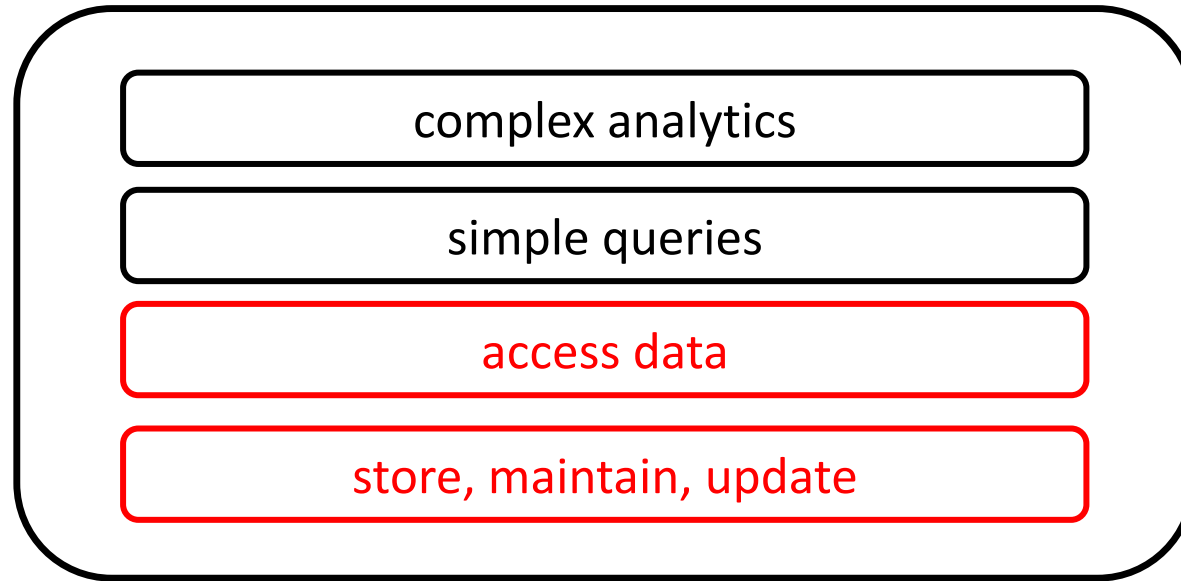 complex analytics
simple queries
access data
store, maintain, update